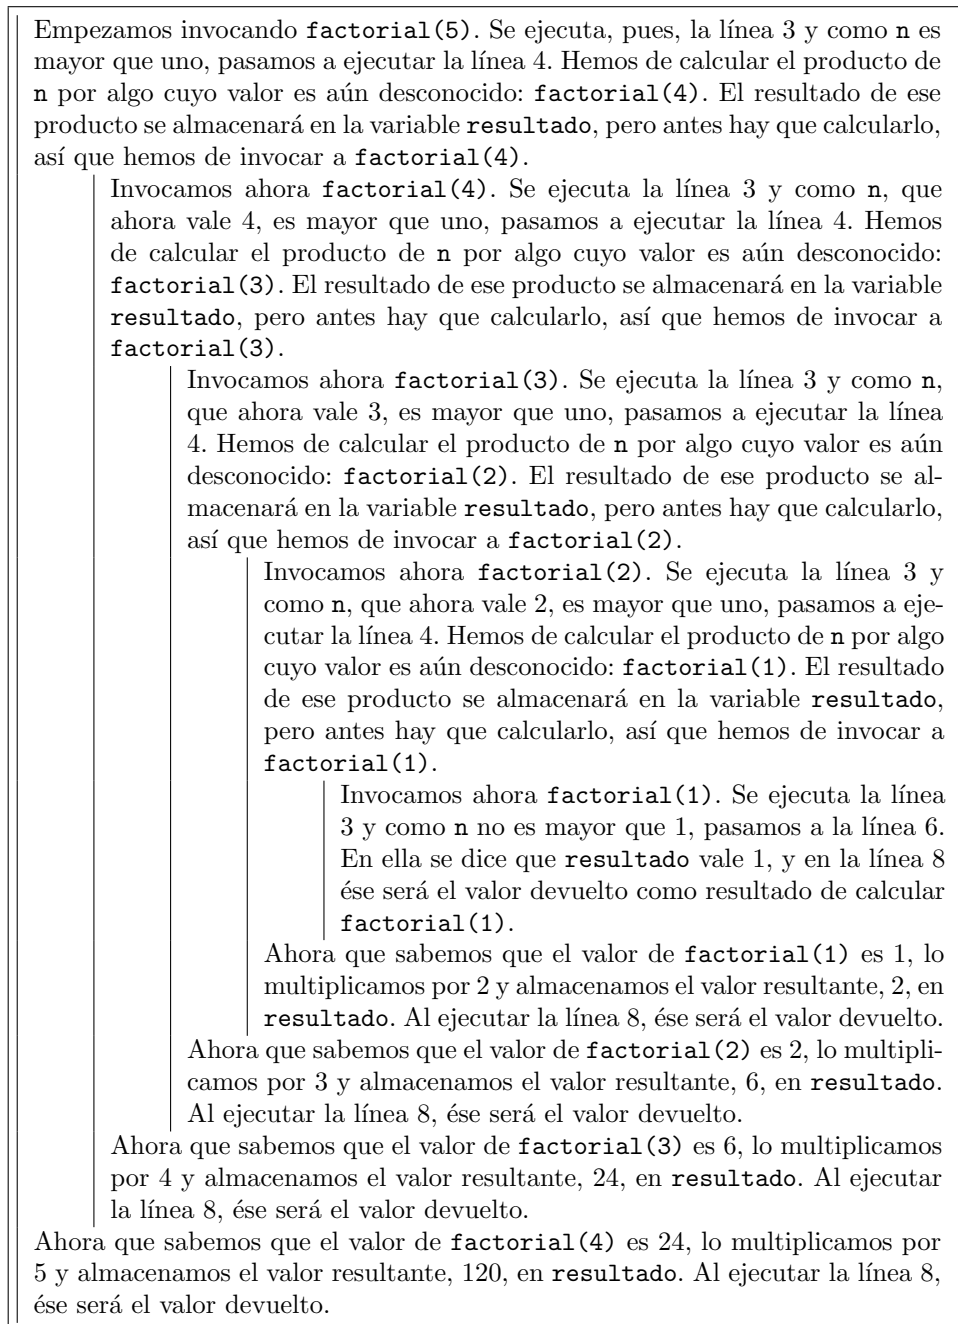 Empezamos invocando factorial(5). Se ejecuta, pues, la línea 3 y como n es
mayor que uno, pasamos a ejecutar la línea 4. Hemos de calcular el producto de
n por algo cuyo valor es aún desconocido: factorial(4). El resultado de ese
producto se almacenará en la variable resultado, pero antes hay que calcularlo,
así que hemos de invocar a factorial(4).
Invocamos ahora factorial(4). Se ejecuta la línea 3 y como n, que
ahora vale 4, es mayor que uno, pasamos a ejecutar la línea 4. Hemos
de calcular el producto de n por algo cuyo valor es aún desconocido:
factorial(3). El resultado de ese producto se almacenará en la variable
resultado, pero antes hay que calcularlo, así que hemos de invocar a
factorial(3).
Invocamos ahora factorial(3). Se ejecuta la línea 3 y como n,
que ahora vale 3, es mayor que uno, pasamos a ejecutar la línea
4. Hemos de calcular el producto de n por algo cuyo valor es aún
desconocido: factorial(2). El resultado de ese producto se al-
macenará en la variable resultado, pero antes hay que calcularlo,
así que hemos de invocar a factorial(2).
Invocamos ahora factorial(2). Se ejecuta la línea 3 y
como n, que ahora vale 2, es mayor que uno, pasamos a eje-
cutar la línea 4. Hemos de calcular el producto de n por algo
cuyo valor es aún desconocido: factorial(1). El resultado
de ese producto se almacenará en la variable resultado,
pero antes hay que calcularlo, así que hemos de invocar a
factorial(1).
Invocamos ahora factorial(1). Se ejecuta la línea
3 y como n no es mayor que 1, pasamos a la línea 6.
En ella se dice que resultado vale 1, y en la línea 8
ése será el valor devuelto como resultado de calcular
factorial(1).
Ahora que sabemos que el valor de factorial(1) es 1, lo
multiplicamos por 2 y almacenamos el valor resultante, 2, en
resultado. Al ejecutar la línea 8, ése será el valor devuelto.
Ahora que sabemos que el valor de factorial(2) es 2, lo multipli-
camos por 3 y almacenamos el valor resultante, 6, en resultado.
Al ejecutar la línea 8, ése será el valor devuelto.
Ahora que sabemos que el valor de factorial(3) es 6, lo multiplicamos
por 4 y almacenamos el valor resultante, 24, en resultado. Al ejecutar
la línea 8, ése será el valor devuelto.
Ahora que sabemos que el valor de factorial(4) es 24, lo multiplicamos por
5 y almacenamos el valor resultante, 120, en resultado. Al ejecutar la línea 8,
ése será el valor devuelto.